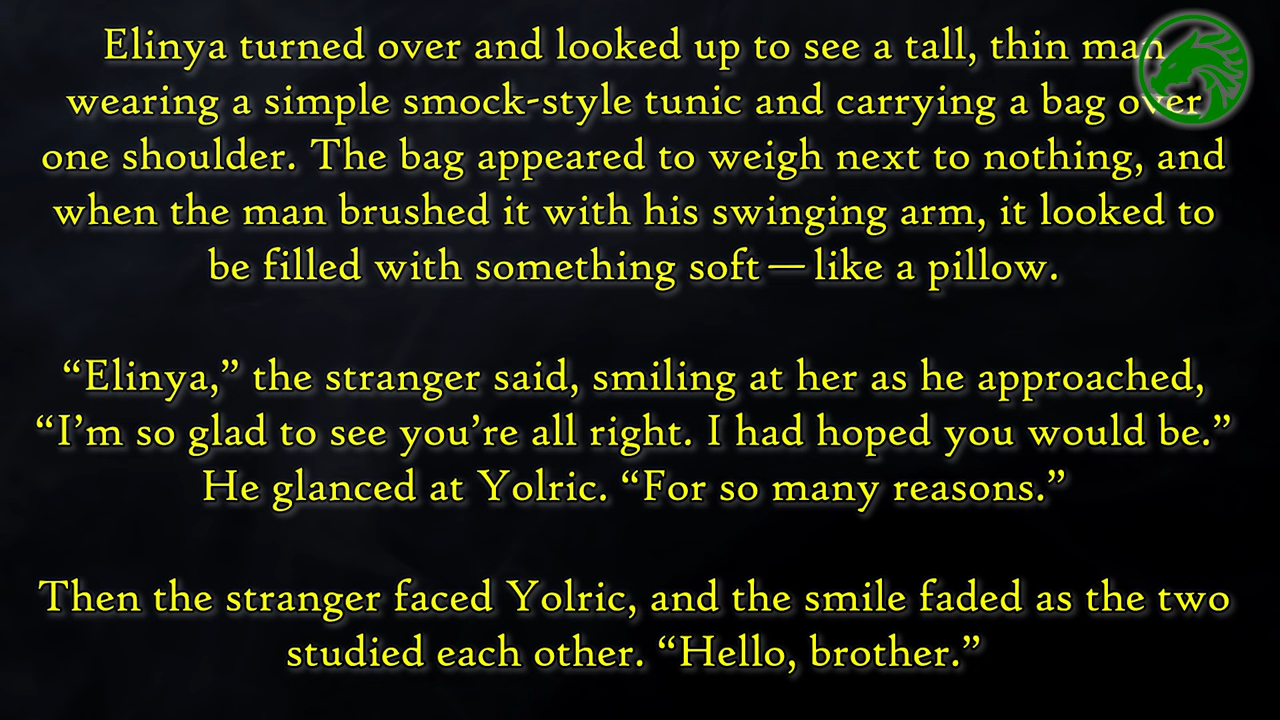 Elinya turned over and looked up to see a tall, thin man
wearing a simple smock-style tunic and carrying a bag over
one shoulder. The bag appeared to weigh next to nothing, and
when the man brushed it with his swinging arm, it looked to
be filled with something soft — like a pillow.
“Elinya,” the stranger said, smiling at her as he approached,
“I’m so glad to see you’re all right. I had hoped you would be.”
He glanced at Yolric. “For so many reasons.”
Then the stranger faced Yolric, and the smile faded as the two
studied each other. “Hello, brother.”